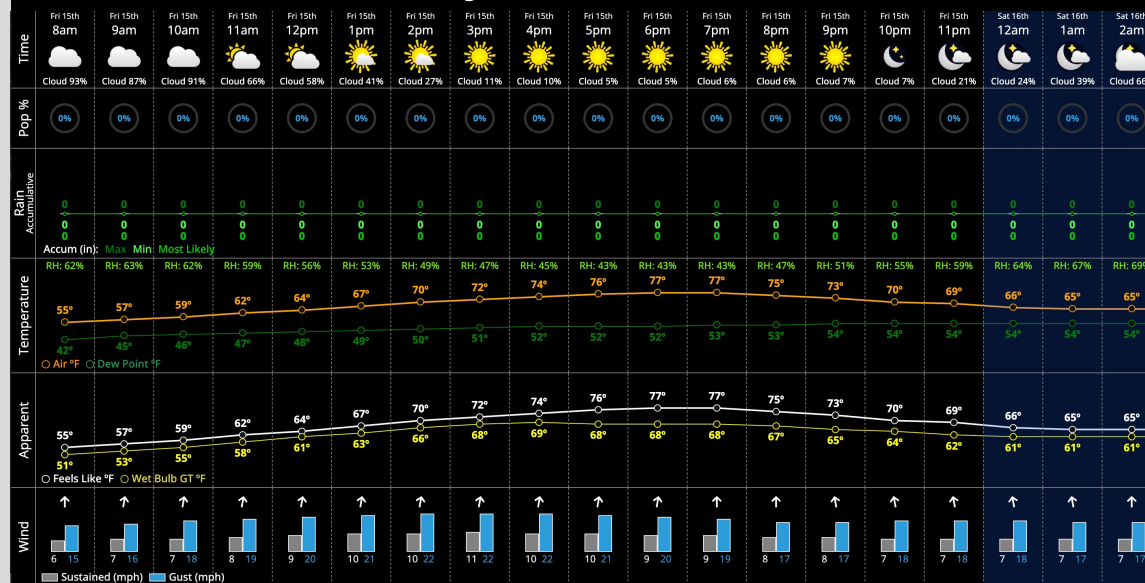 Fri 15th Fri 15th Fri 15th Fri 15th Fri 15th Fri 15th Fri 15th Fri 15th Fri 15th Fri 15th Fri 15th Fri 15th Fri 15th Fri 15th Fri 15th Fri 15th Sat 16th Sat 16th Sat 16th
8am 9am 10am 11am 12pm 1pm 2pm 3pm 4pm 5pm 6pm 7pm 8pm 9pm 10pm 11pm 12am 1am 2am
Time
Cloud 93% Cloud 87% Cloud 91% Cloud 66% Cloud 58% Cloud 41% Cloud 27% Cloud 11% Cloud 10% Cloud 5% Cloud 5% Cloud 6% Cloud 6% Cloud 7% Cloud 7% Cloud 21% Cloud 24% Cloud 39% Cloud 66
Pop %
0% 0% 0% 0% 0% 0% 0% 0% 0% 0% 0% 0% 0% 0% 0% 0% 0% 0% 0%
Rain
Accumulative
0 0 0 0 0 0 0 0 0 0 0 0 0 0 0 0 0 0 0
0 0 0 0 0 0 0 0 0 0 0 0 0 0 0 0 0 0 0
0 0 0 0 0 0 0 0 0 0 0 0 0 0 0 0 0 0 0
Accum (in): Max Min Most Likely
RH: 62% RH: 63% RH: 62% RH: 59% RH: 56% RH: 53% RH: 49% RH: 47% RH: 45% RH: 43% RH: 43% RH: 43% RH: 47% RH: 51% RH: 55% RH: 59% RH: 64% RH: 67% RH: 69%
Temperature
55° 57° 59° 62° 64° 67° 70° 72° 74° 76° 77° 77° 75° 73° 70° 69° 66° 65° 65°
42° 45° 46° 47° 48° 49° 50° 51° 52° 52° 52° 53° 53° 54° 54° 54° 54° 54° 54°
Air °F Dew Point °F
Apparent
55° 57° 59° 62° 64° 67° 70° 72° 74° 76° 77° 77° 75° 73° 70° 69° 66° 65° 65°
51° 53° 55° 58° 61° 63° 66° 68° 69° 68° 68° 68° 67° 65° 64° 62° 61° 61° 61°
Feels Like °F Wet Bulb GT °F
Wind
6 15 7 16 7 18 8 19 9 20 10 21 10 22 11 22 10 22 10 21 9 20 9 19 8 17 8 17 7 18 7 18 7 18 7 17 7 17
Sustained (mph) Gust (mph)